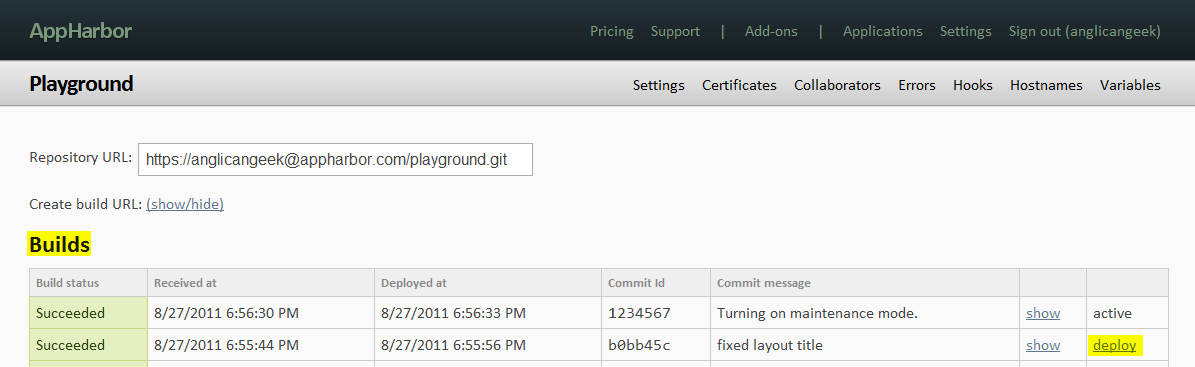 AppHarbor Pricing Support | Add-ons | Applications Settings Sign out (anglicangeek)
Playground Settings Certificates Collaborators Errors Hooks Hostnames Variables
Repository URL: https://anglicangeek@appharbor.com/playground.git
Create build URL: (show/hide)
Builds
Build status Received at Deployed at Commit Id Commit message
Succeeded 8/27/2011 6:56:30 PM 8/27/2011 6:56:33 PM 1234567 Turning on maintenance mode. show active
Succeeded 8/27/2011 6:55:44 PM 8/27/2011 6:55:56 PM b0bb45c fixed layout title show deploy